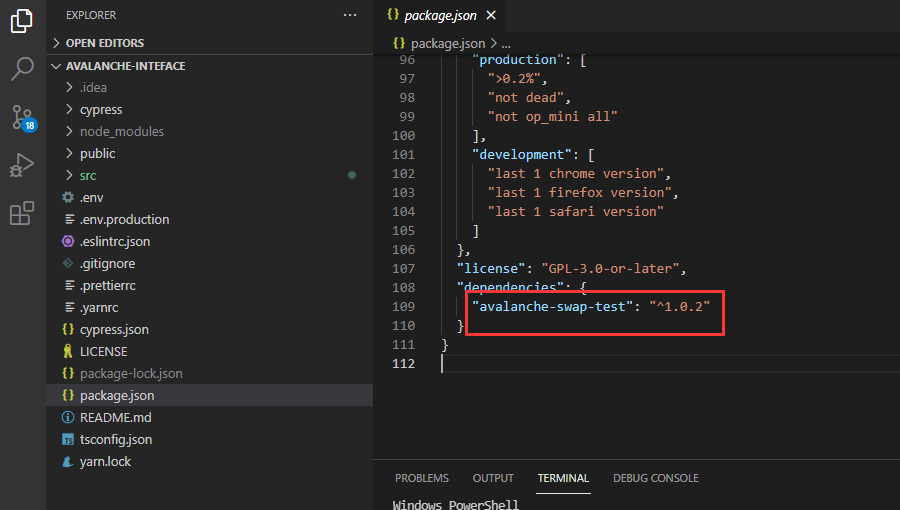 EXPLORER
···
OPEN EDITORS
AVALANCHE-INTEFACE
.idea
cypress
node_modules
public
src
.env
.env.production
.eslintrc.json
.gitignore
.prettierrc
.yarnrc
{} cypress.json
LICENSE
{} package-lock.json
{} package.json
README.md
TS tsconfig.json
yarn.lock
18
{} package.json ×
{} package.json > ...
96 "production": [
97 ">0.2%",
98 "not dead",
99 "not op_mini all"
100 ],
101 "development": [
102 "last 1 chrome version",
103 "last 1 firefox version",
104 "last 1 safari version"
105 ]
106 },
107 "license": "GPL-3.0-or-later",
108 "dependencies": {
109 "avalanche-swap-test": "^1.0.2"
110 }
111 }
112
PROBLEMS OUTPUT TERMINAL DEBUG CONSOLE
Windows PowerShell